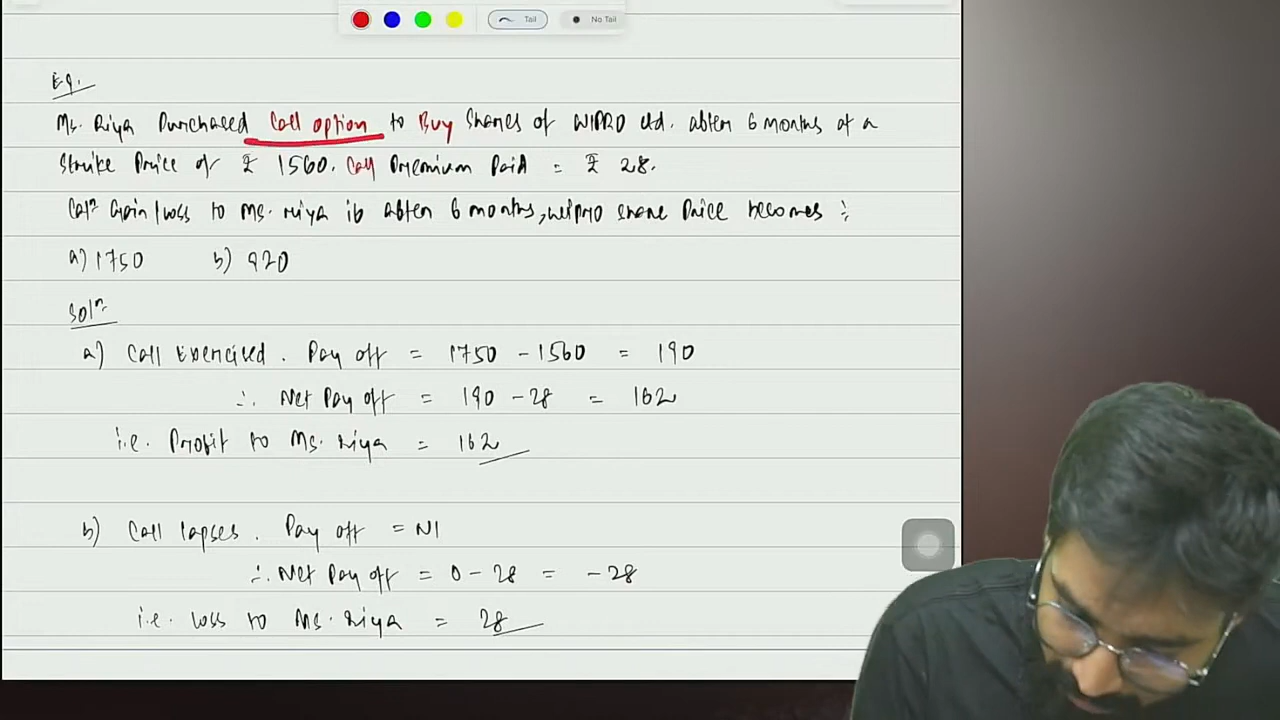 Tail
No Tail
Eg.
Ms. Riya Purchased Call option to Buy Shares of WIPRO Ltd. after 6 months at a
Strike Price of ₹ 1560. Call Premium Paid = ₹ 28.
Calⁿ Gain/Loss to Ms. Riya if after 6 months, Wipro share Price becomes :
a) 1750 b) 920
Solⁿ
a) Call Exercised. Pay off = 1750 - 1560 = 190
∴ Net Pay off = 190 - 28 = 162
i.e. Profit to Ms. Riya = 162
b) Call lapses. Pay off = Nl
∴ Net Pay off = 0 - 28 = - 28
i.e. loss to Ms. Riya = 28